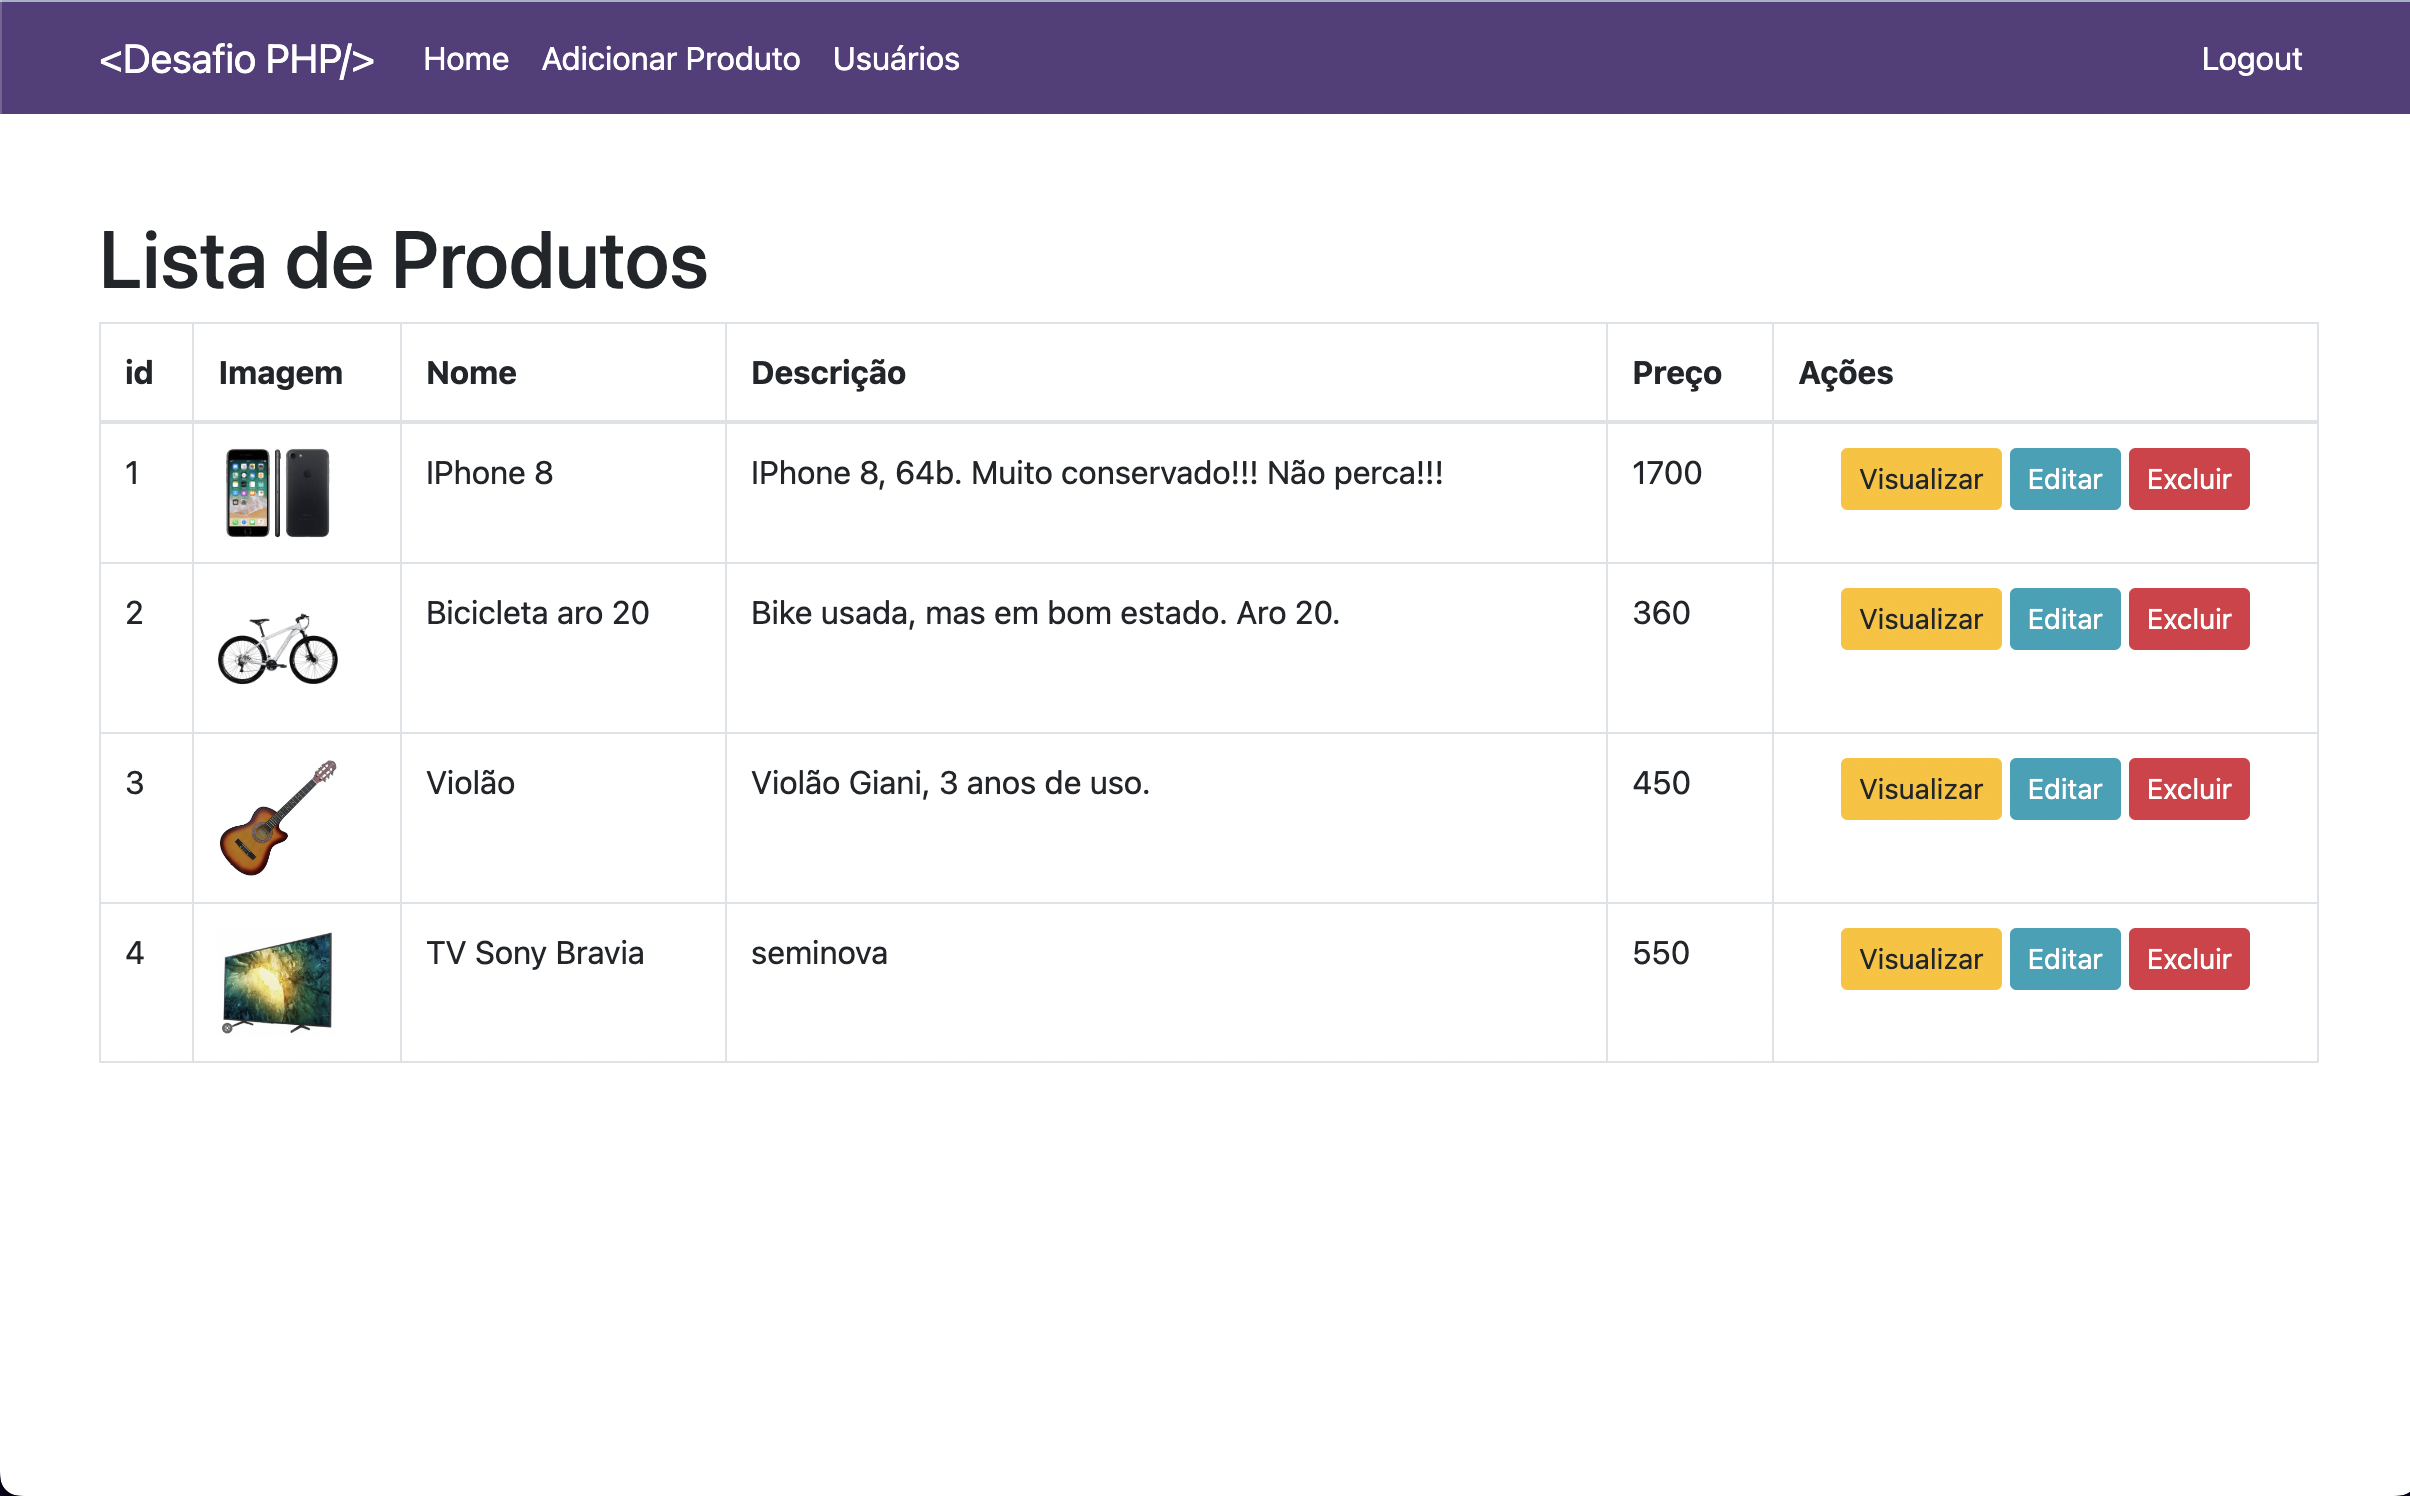 <Desafio PHP/> Home Adicionar Produto Usuários Logout
Lista de Produtos
id Imagem Nome Descrição Preço Ações
1 IPhone 8 IPhone 8, 64b. Muito conservado!!! Não perca!!! 1700 Visualizar Editar Excluir
2 Bicicleta aro 20 Bike usada, mas em bom estado. Aro 20. 360 Visualizar Editar Excluir
3 Violão Violão Giani, 3 anos de uso. 450 Visualizar Editar Excluir
4 TV Sony Bravia seminova 550 Visualizar Editar Excluir